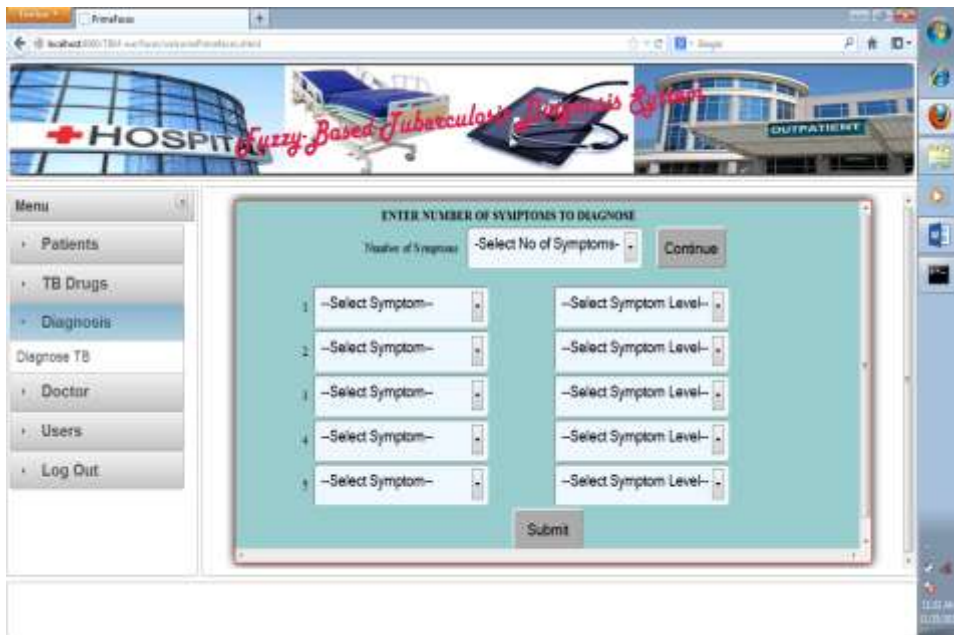 PrimeFaces
HOSPIT
Fuzzy-Based Tuberculosis Diagnosis System
OUTPATIENT
Menu
Patients
TB Drugs
Diagnosis
Diagnose TB
Doctor
Users
Log Out
ENTER NUMBER OF SYMPTOMS TO DIAGNOSE
Number of Symptoms -Select No of Symptoms- Continue
1 --Select Symptom-- --Select Symptom Level--
2 --Select Symptom-- --Select Symptom Level--
3 --Select Symptom-- --Select Symptom Level--
4 --Select Symptom-- --Select Symptom Level--
5 --Select Symptom-- --Select Symptom Level--
Submit